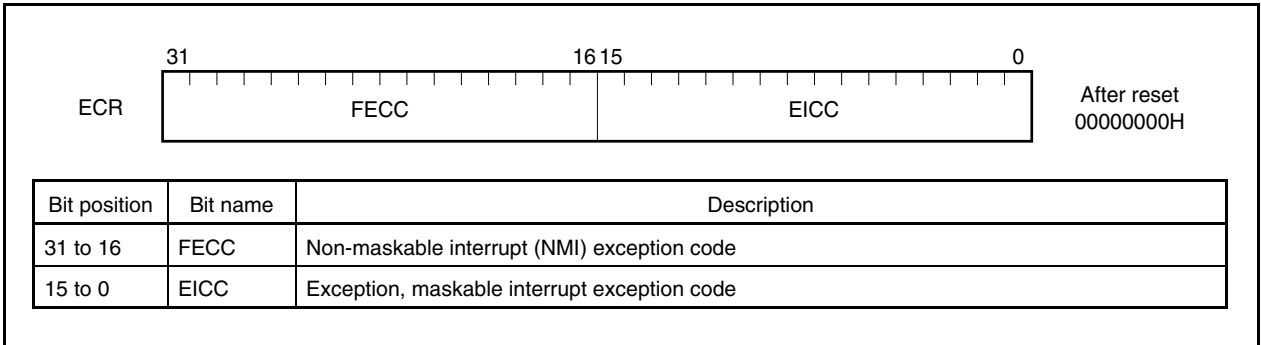 31 16 15 0
ECR FECC EICC After reset
00000000H
Bit position Bit name Description
31 to 16 FECC Non-maskable interrupt (NMI) exception code
15 to 0 EICC Exception, maskable interrupt exception code